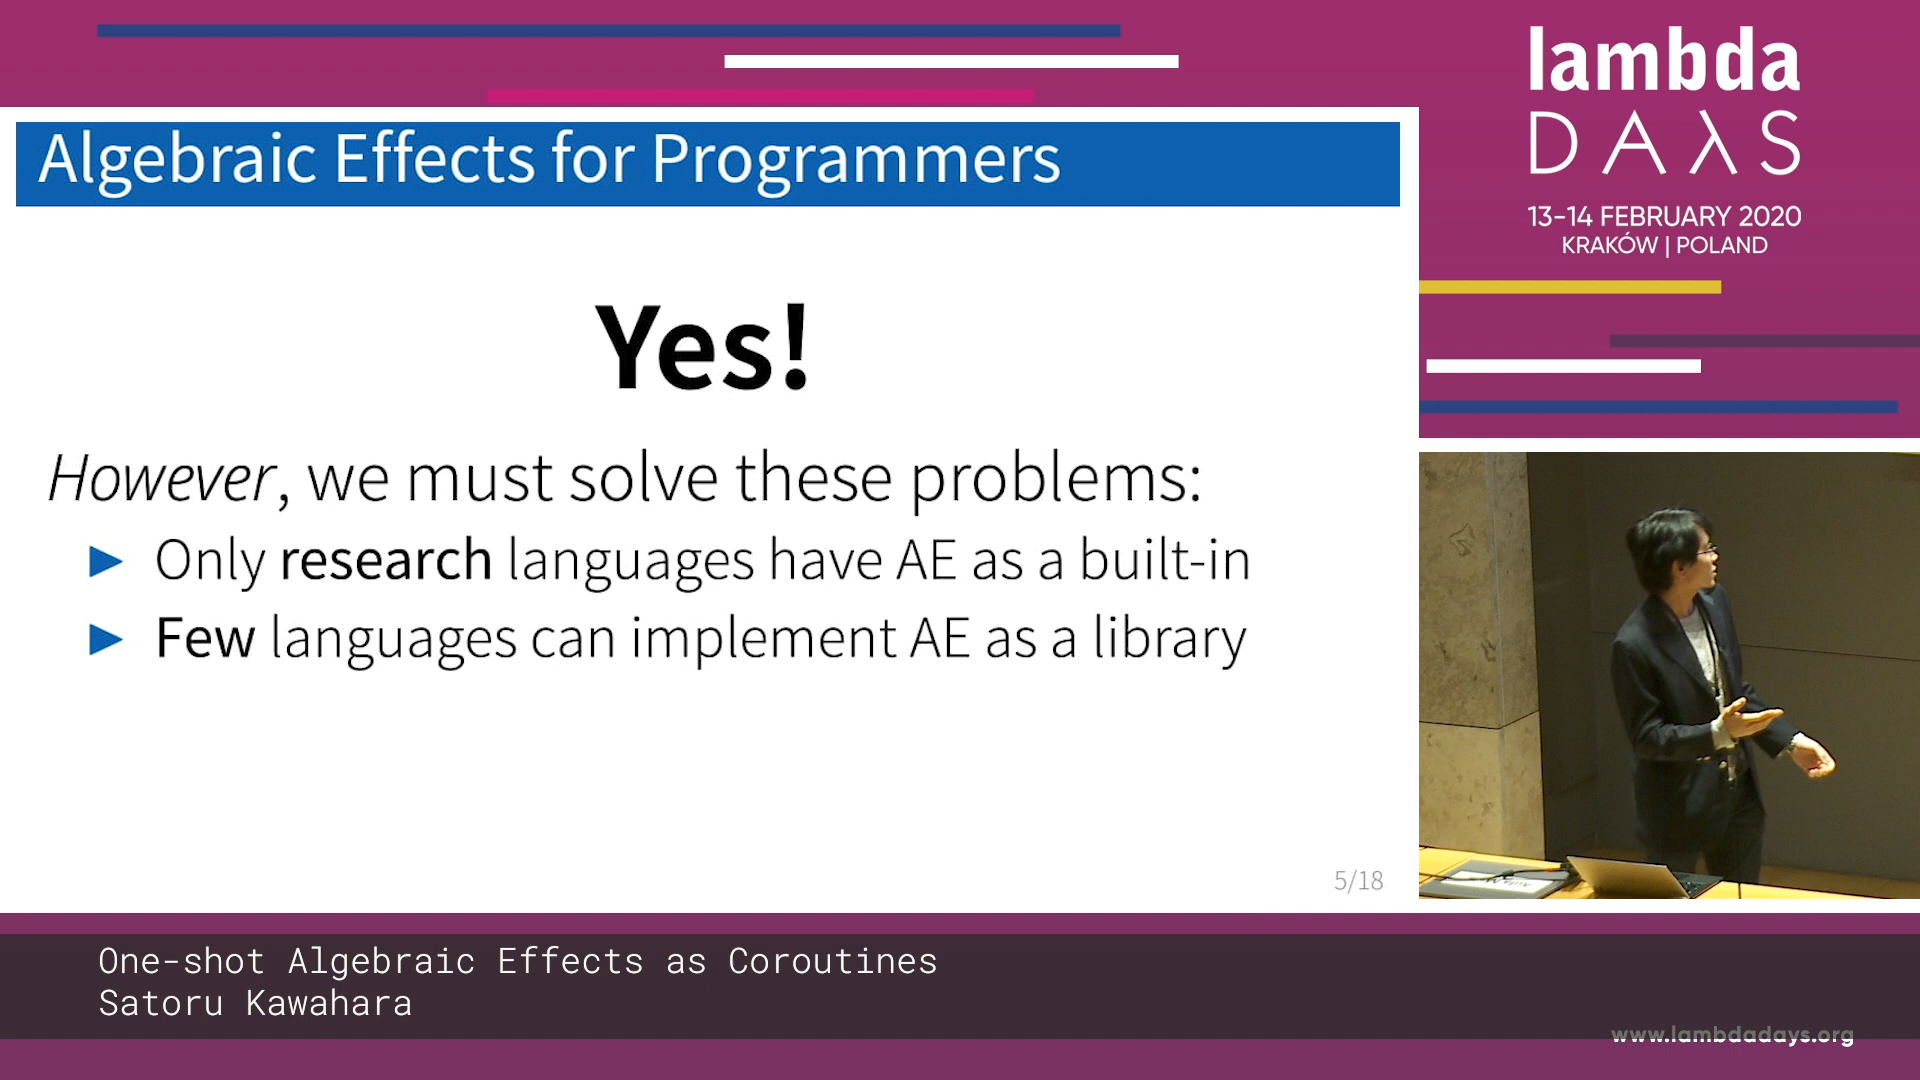 lambda
DAYS
13-14 FEBRUARY 2020
KRAKÓW | POLAND
Algebraic Effects for Programmers
Yes!
However, we must solve these problems:
Only research languages have AE as a built-in
Few languages can implement AE as a library
5/18
One-shot Algebraic Effects as Coroutines
Satoru Kawahara
www.lambdadays.org